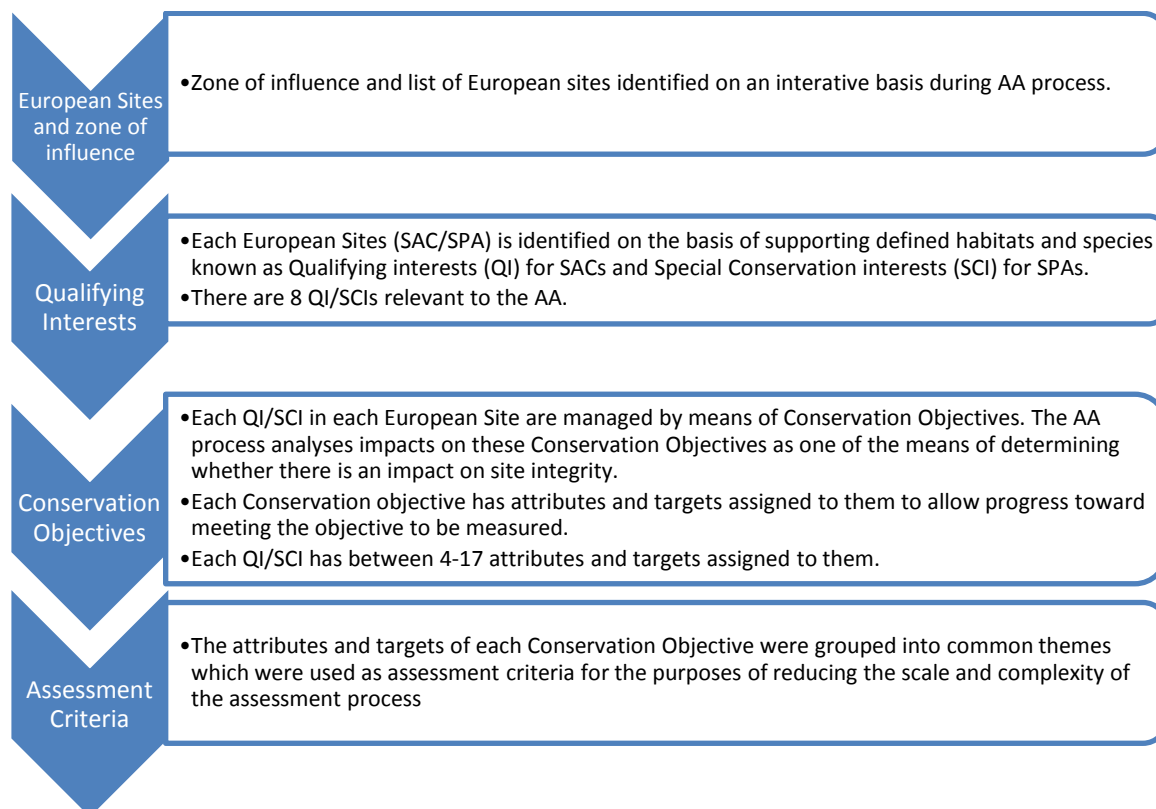 European Sites
and zone of
influence
•Zone of influence and list of European sites identified on an interative basis during AA process.
Qualifying
Interests
•Each European Sites (SAC/SPA) is identified on the basis of supporting defined habitats and species
known as Qualifying interests (QI) for SACs and Special Conservation interests (SCI) for SPAs.
•There are 8 QI/SCIs relevant to the AA.
Conservation
Objectives
•Each QI/SCI in each European Site are managed by means of Conservation Objectives. The AA
process analyses impacts on these Conservation Objectives as one of the means of determining
whether there is an impact on site integrity.
•Each Conservation objective has attributes and targets assigned to them to allow progress toward
meeting the objective to be measured.
•Each QI/SCI has between 4-17 attributes and targets assigned to them.
Assessment
Criteria
•The attributes and targets of each Conservation Objective were grouped into common themes
which were used as assessment criteria for the purposes of reducing the scale and complexity of
the assessment process